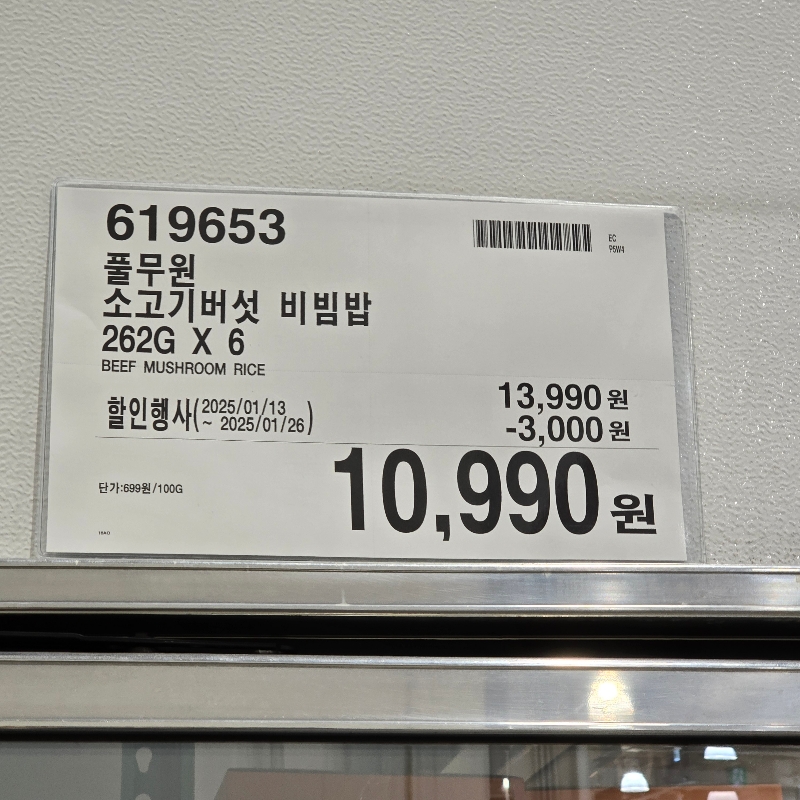 619653
EC
P5W4
풀무원
소고기버섯 비빔밥
262G X 6
BEEF MUSHROOM RICE
13,990 원
할인행사(2025/01/13
~ 2025/01/26)
-3,000 원
10,990 원
단가:699원/100G